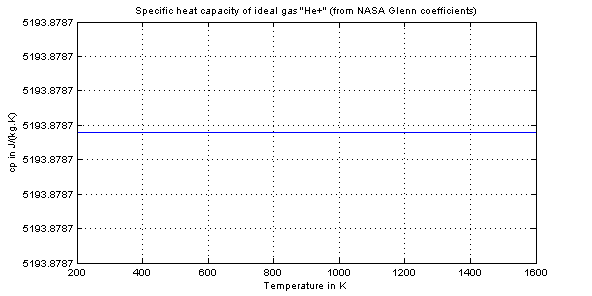 Specific heat capacity of ideal gas "He+" (from NASA Glenn coefficients)
5193.8787
5193.8787
5193.8787
5193.8787
5193.8787
5193.8787
5193.8787
5193.8787
cp in J/(kg.K)
200 400 600 800 1000 1200 1400 1600
Temperature in K